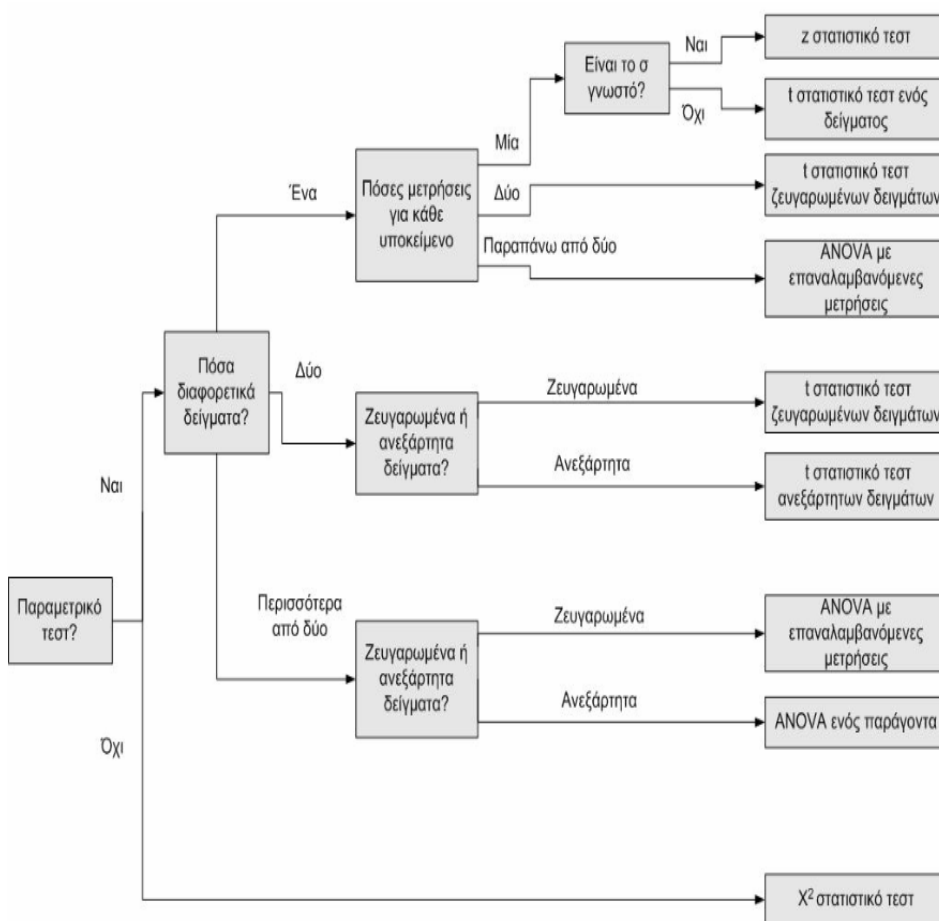 Ναι
z στατιστικό τεστ
Είναι το σ
γνωστό?
Όχι
t στατιστικό τεστ ενός
δείγματος
Μία
Ένα
Πόσες μετρήσεις
για κάθε
υποκείμενο
Δύο
t στατιστικό τεστ
ζευγαρωμένων δειγμάτων
Παραπάνω από δύο
ANOVA με
επαναλαμβανόμενες
μετρήσεις
Πόσα
διαφορετικά
δείγματα?
Δύο
Ζευγαρωμένα ή
ανεξάρτητα
δείγματα?
Ζευγαρωμένα
t στατιστικό τεστ
ζευγαρωμένων δειγμάτων
Ανεξάρτητα
t στατιστικό τεστ
ανεξάρτητων δειγμάτων
Ναι
Παραμετρικό
τεστ?
Περισσότερα
από δύο
Ζευγαρωμένα ή
ανεξάρτητα
δείγματα?
Ζευγαρωμένα
ANOVA με
επαναλαμβανόμενες
μετρήσεις
Ανεξάρτητα
ANOVA ενός παράγοντα
Όχι
X² στατιστικό τεστ